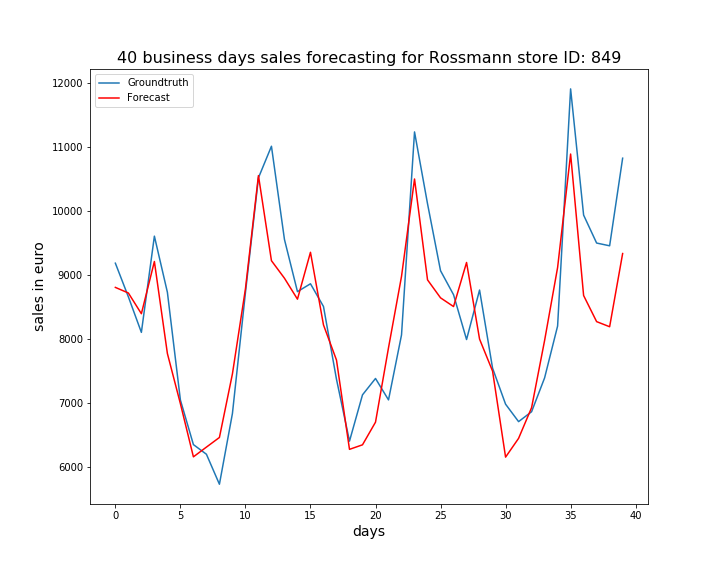 40 business days sales forecasting for Rossmann store ID: 849
Groundtruth
Forecast
12000
11000
10000
9000
8000
7000
6000
sales in euro
0 5 10 15 20 25 30 35 40
days